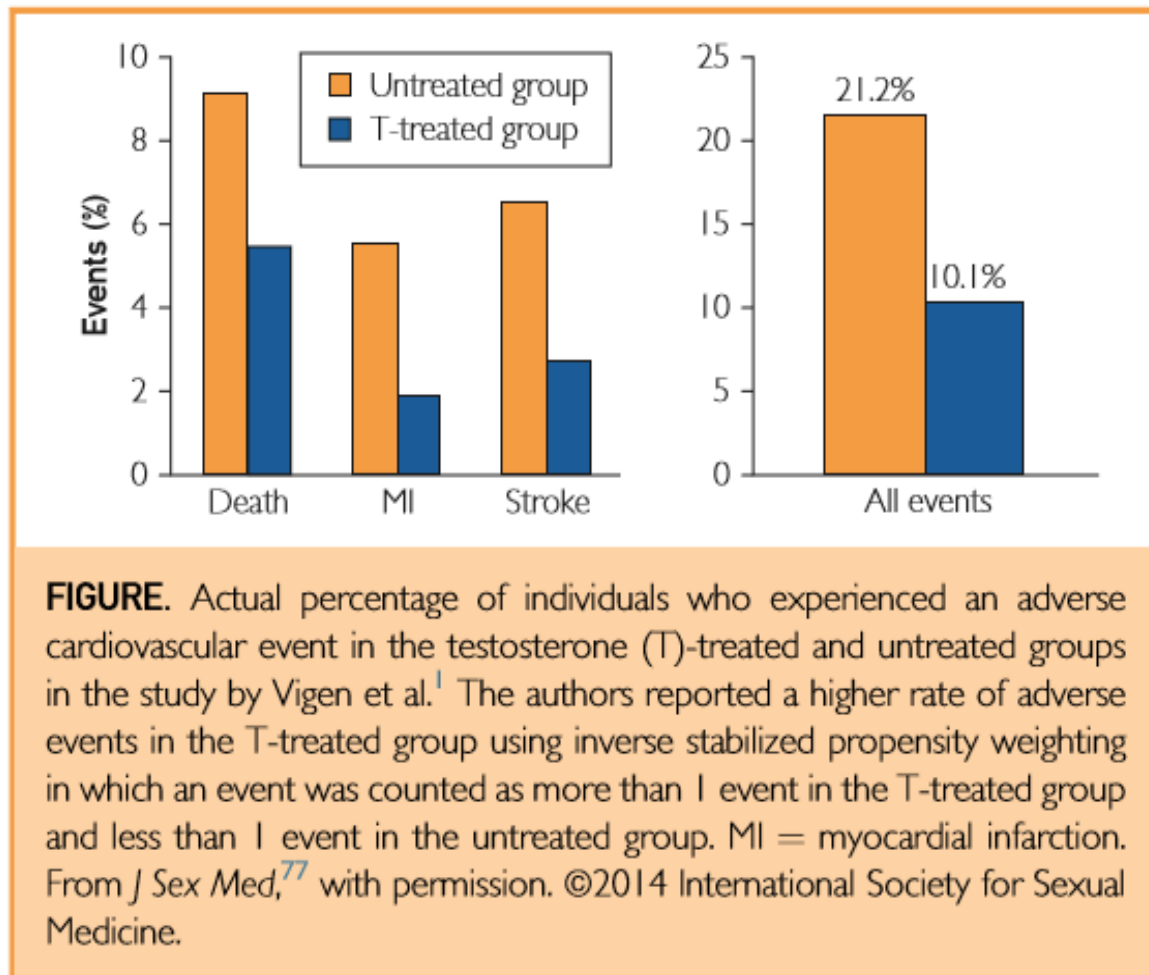 10
8
6
4
2
0
Events (%)
Untreated group
T-treated group
Death MI Stroke
25
20
15
10
5
0
21.2%
10.1%
All events
FIGURE. Actual percentage of individuals who experienced an adverse
cardiovascular event in the testosterone (T)-treated and untreated groups
in the study by Vigen et al.1 The authors reported a higher rate of adverse
events in the T-treated group using inverse stabilized propensity weighting
in which an event was counted as more than 1 event in the T-treated group
and less than 1 event in the untreated group. MI = myocardial infarction.
From J Sex Med,77 with permission. ©2014 International Society for Sexual
Medicine.